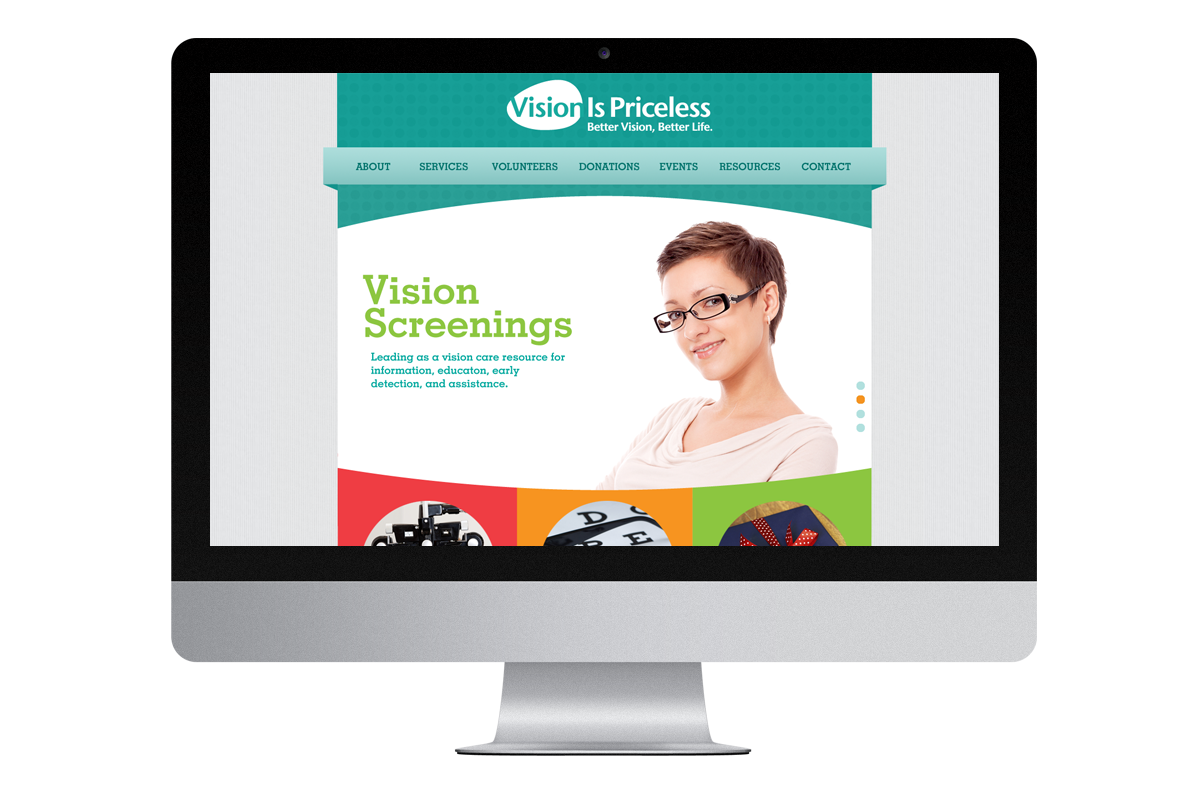 Vision Is Priceless
Better Vision, Better Life.
ABOUT SERVICES VOLUNTEERS DONATIONS EVENTS RESOURCES CONTACT
Vision
Screenings
Leading as a vision care resource for
information, educaton, early
detection, and assistance.
D
E